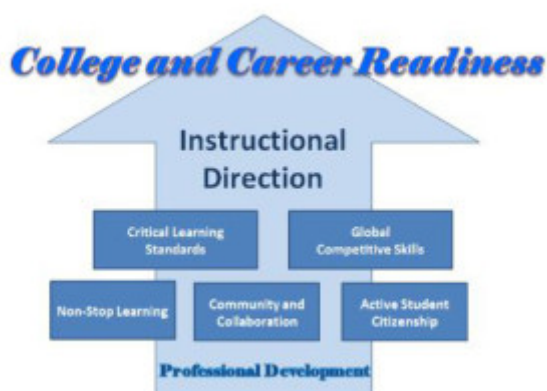 College and Career Readiness
Instructional
Direction
Critical Learning
Standards
Global
Competitive Skills
Non-Stop Learning
Community and
Collaboration
Active Student
Citizenship
Professional Development